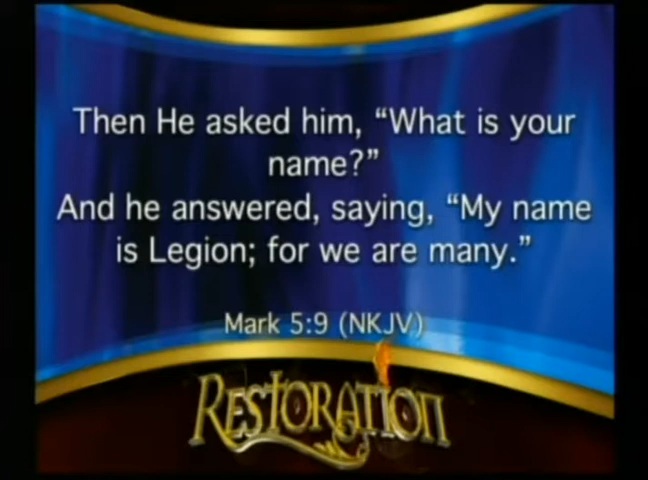 Then He asked him, “What is your
name?”
And he answered, saying, “My name
is Legion; for we are many.”
Mark 5:9 (NKJV)
RESTORATION